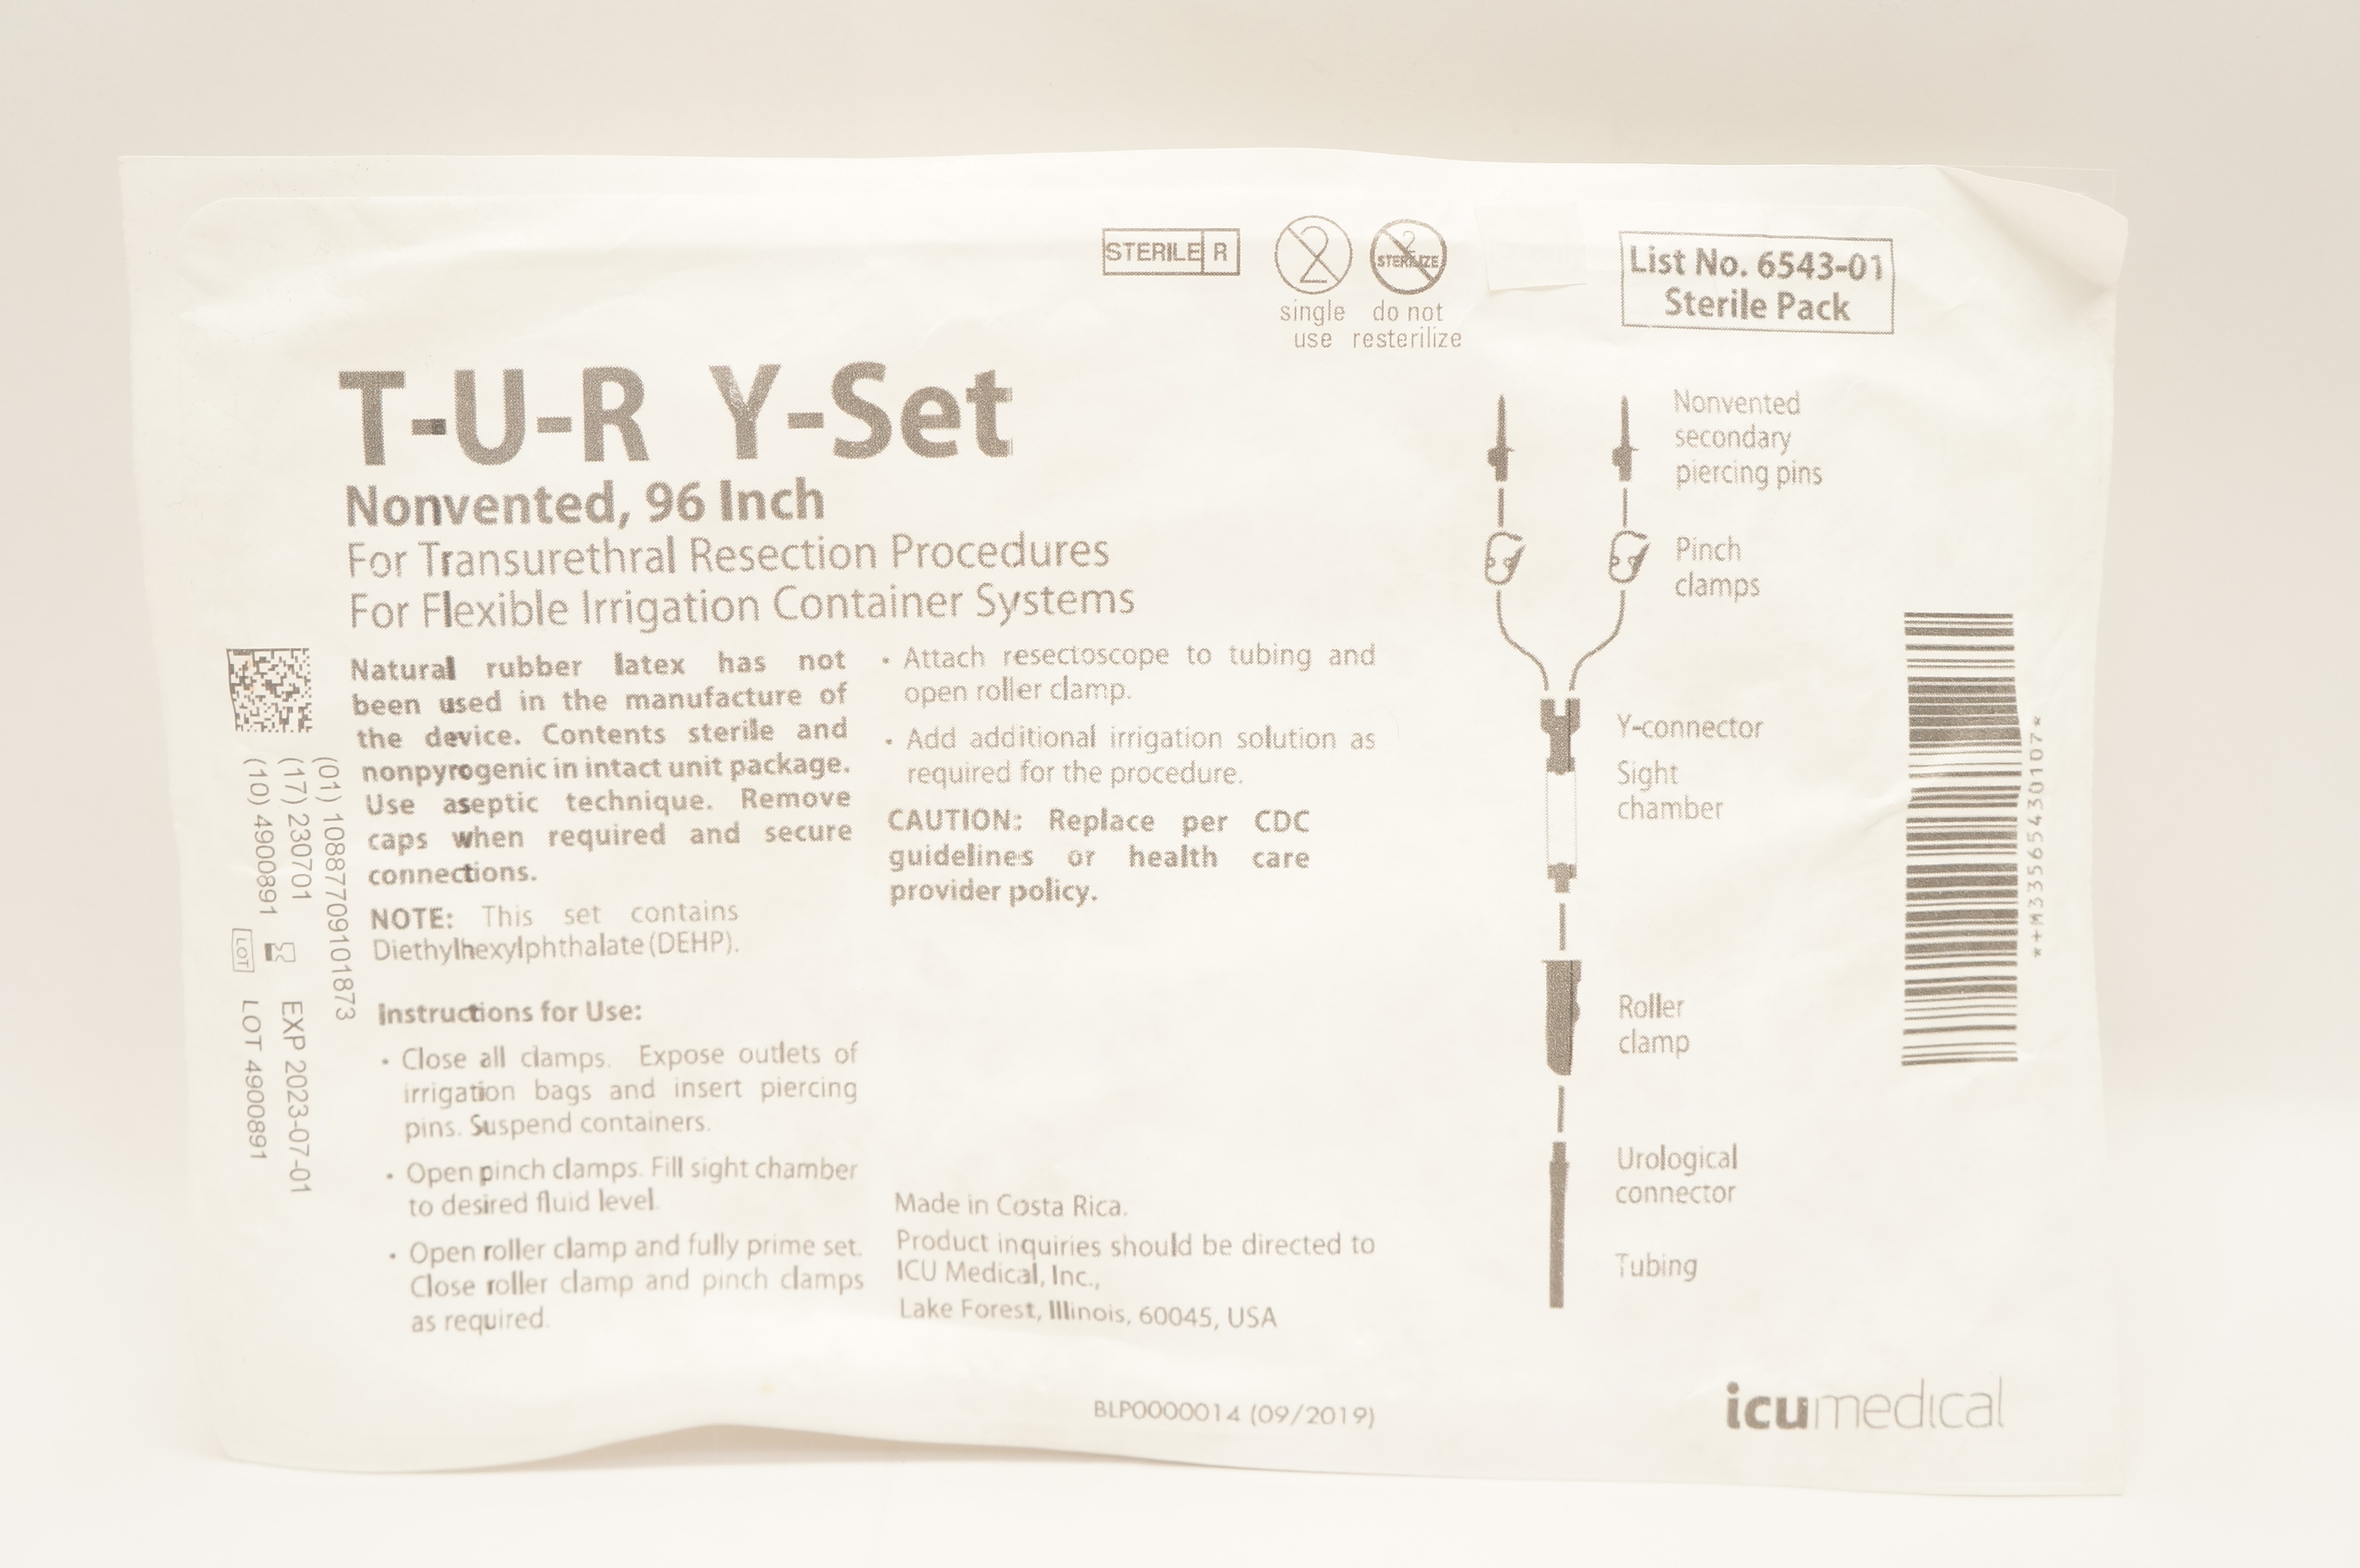 STERILE R
2
2
STERILIZE
single
use
do not
resterilize
List No. 6543-01
Sterile Pack
T-U-R Y-Set
Nonvented, 96 Inch
For Transurethral Resection Procedures
For Flexible Irrigation Container Systems
Natural rubber latex has not
been used in the manufacture of
the device. Contents sterile and
nonpyrogenic in intact unit package.
Use aseptic technique. Remove
caps when required and secure
connections.
NOTE: This set contains
Diethylhexylphthalate (DEHP).
Instructions for Use:
• Close all clamps. Expose outlets of
irrigation bags and insert piercing
pins. Suspend containers.
• Open pinch clamps. Fill sight chamber
to desired fluid level.
• Open roller clamp and fully prime set.
Close roller clamp and pinch clamps
as required.
• Attach resectoscope to tubing and
open roller clamp.
• Add additional irrigation solution as
required for the procedure.
CAUTION: Replace per CDC
guidelines or health care
provider policy.
Made in Costa Rica.
Product inquiries should be directed to
ICU Medical, Inc.,
Lake Forest, Illinois, 60045, USA
BLP0000014 (09/2019)
Nonvented
secondary
piercing pins
Pinch
clamps
Y-connector
Sight
chamber
Roller
clamp
Urological
connector
Tubing
icumedical
(01) 10887709101873
(17) 230701 EXP 2023-07-01
(10) 4900891 LOT LOT 4900891
*+M33565430107*